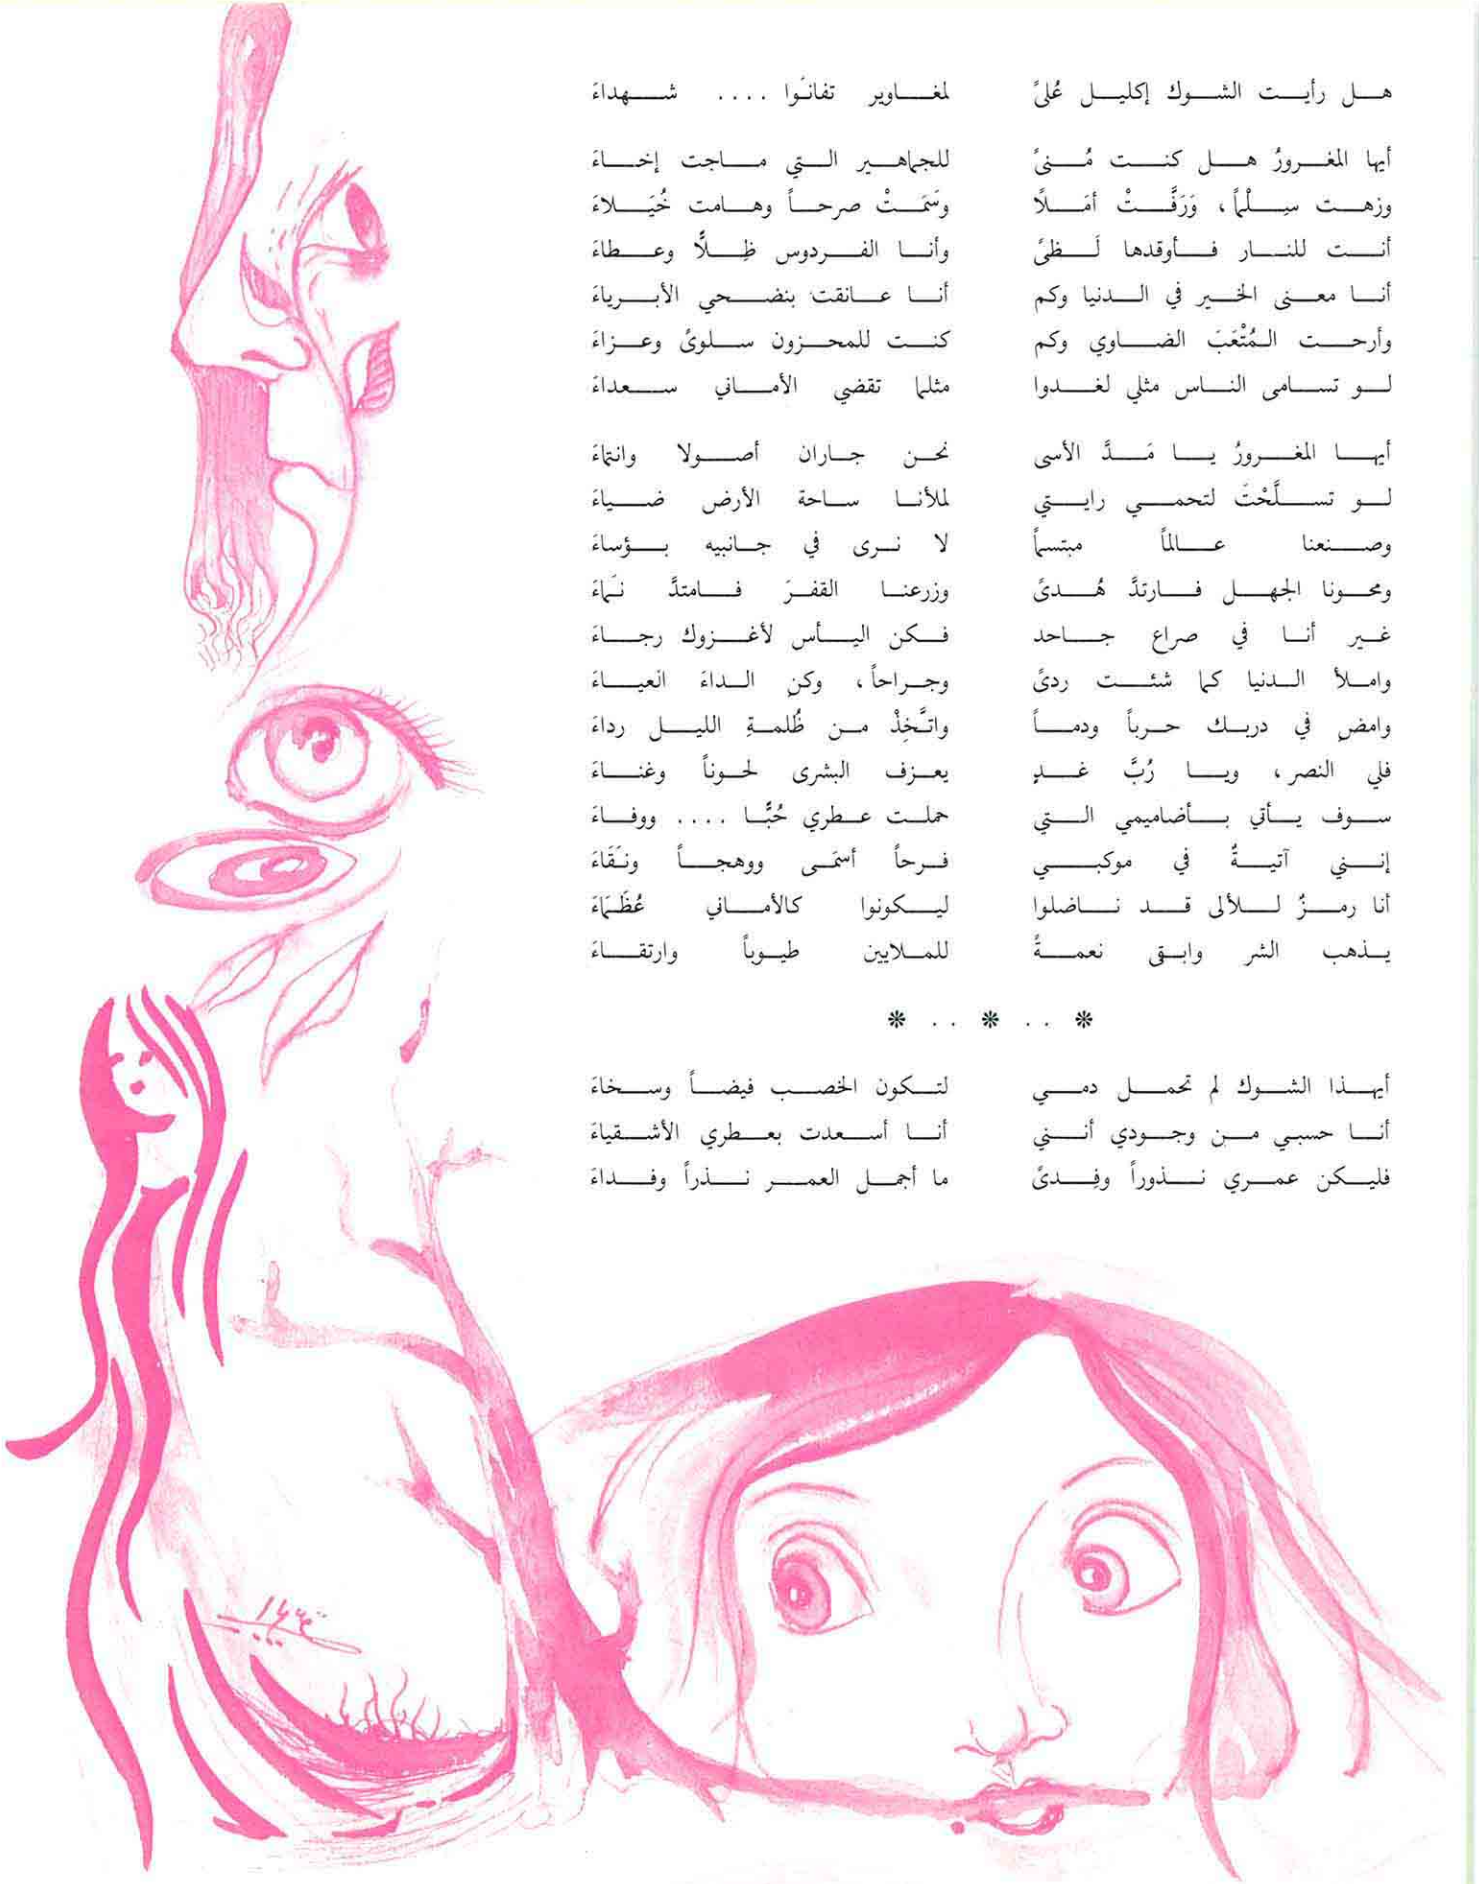 هل رأيت الشوك إكليل عُلىً لمغاوير تفانَوا .... شهداءَ
أيها المغرورُ هل كنت مُنىً للجماهير التي ماجت إخاءَ
وزهت سِلْماً، وَرَفَّتْ أمَلًا وسَمَتْ صرحاً وهامت خُيَلاءَ
أنت للنار فأوقدها لَظىً وأنا الفردوس ظِلًّا وعطاءَ
أنا معنى الخير في الدنيا وكم أنا عانقت بنضحي الأبرياءَ
وأرحت المُتْعَبَ الضاوي وكم كنت للمحزون سلوىً وعزاءَ
لو تسامى الناس مثلي لغدوا مثلما تقضي الأماني سعداءَ
أيها المغرورُ يا مَدَّ الأسى نحن جاران أصولا وانتماءَ
لو تسلَّحْتَ لتحمي رايتي لملأنا ساحة الأرض ضياءَ
وصنعنا عالماً مبتسماً لا نرى في جانبيه بؤساءَ
ومحونا الجهل فارتدَّ هُدىً وزرعنا القفرَ فامتدَّ نَماءَ
غير أنا في صراع جاحد فكن اليأس لأغزوك رجاءَ
واملأ الدنيا كما شئت ردىً وجراحاً، وكنِ الداءَ العياءَ
وامضِ في دربك حرباً ودماً واتَّخِذْ من ظُلمةِ الليل رداءَ
فلي النصر، ويا رُبَّ غدٍ يعزف البشرى لحوناً وغناءَ
سوف يأتي بأضاميمي التي حملت عطري حُبًّا .... ووفاءَ
إنني آتيةٌ في موكبي فرحاً أسمَى ووهجاً ونَقَاءَ
أنا رمزٌ للألى قد ناضلوا ليكونوا كالأماني عُظَماءَ
يذهب الشر وابقى نعمةً للملايين طيوباً وارتقاءَ
* .. * .. *
أيهذا الشوك لم تحمل دمي لتكون الخصب فيضاً وسخاءَ
أنا حسبي من وجودي أنني أنا أسعدت بعطري الأشقياءَ
فليكن عمري نذوراً وفِدىً ما أجمل العمر نذراً وفداءَ